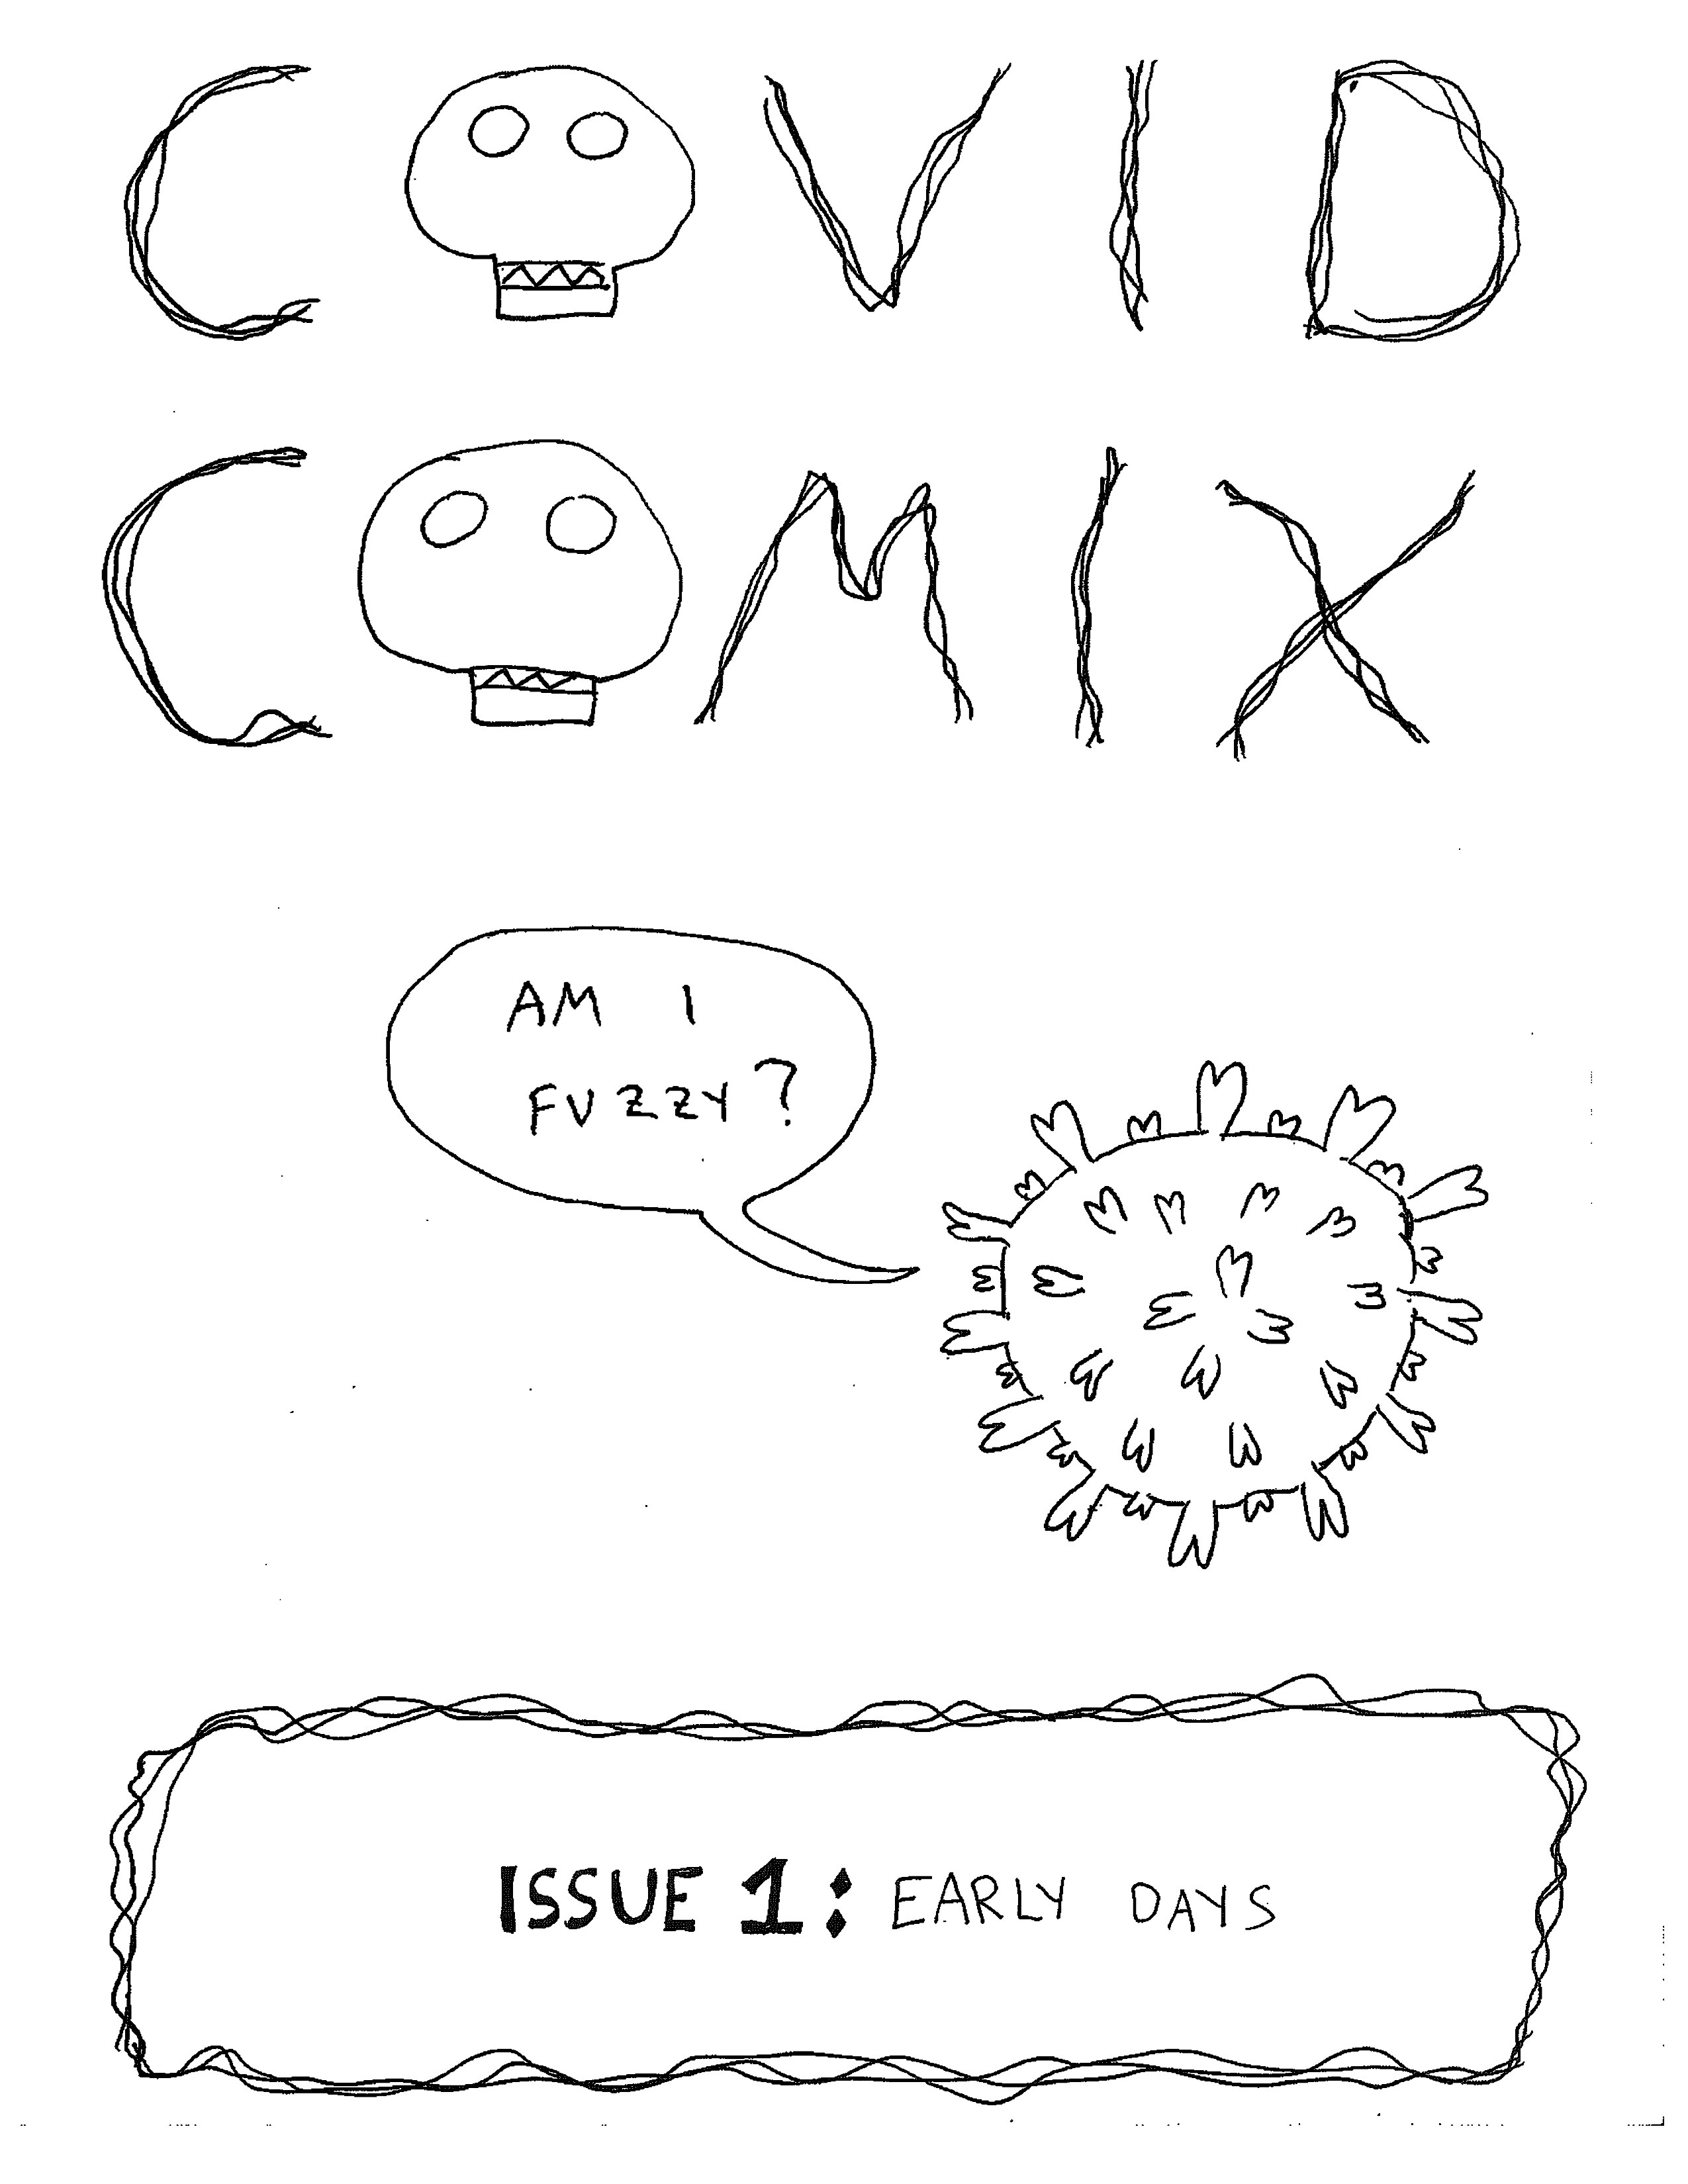 COVID
COMIX
AM I
FUZZY?
ISSUE 1: EARLY DAYS